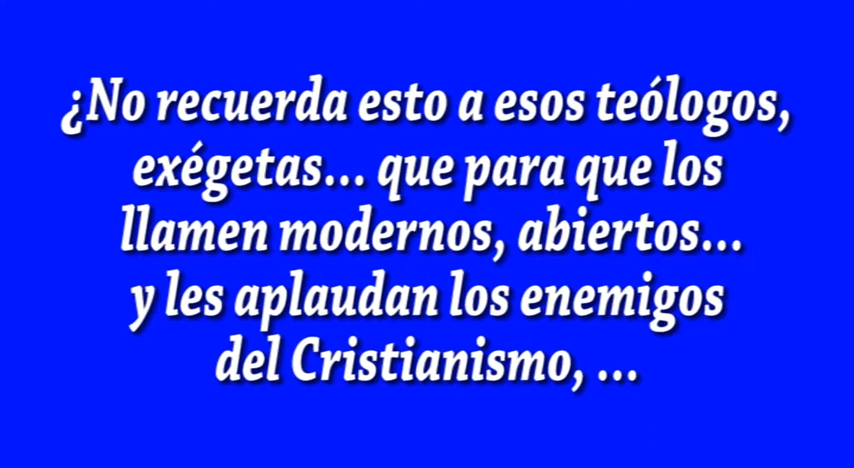 ¿No recuerda esto a esos teólogos,
exégetas... que para que los
llamen modernos, abiertos...
y les aplaudan los enemigos
del Cristianismo, ...